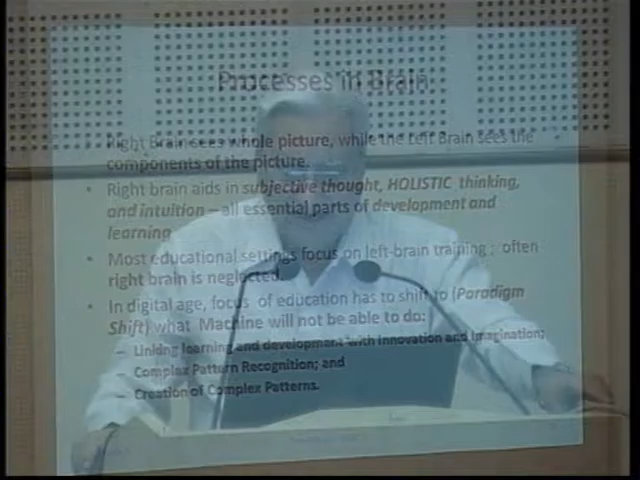 Processes in Brain:
Right Brain sees whole picture, while the Left Brain sees the
components of the picture.
• Right brain aids in subjective thought, HOLISTIC thinking,
and intuition – all essential parts of development and
learning
• Most educational settings focus on left-brain training ; often
right brain is neglected.
• In digital age, focus of education has to shift to (Paradigm
Shift) what Machine will not be able to do:
– Linking learning and development with innovation and Imagination;
– Complex Pattern Recognition; and
– Creation of Complex Patterns.